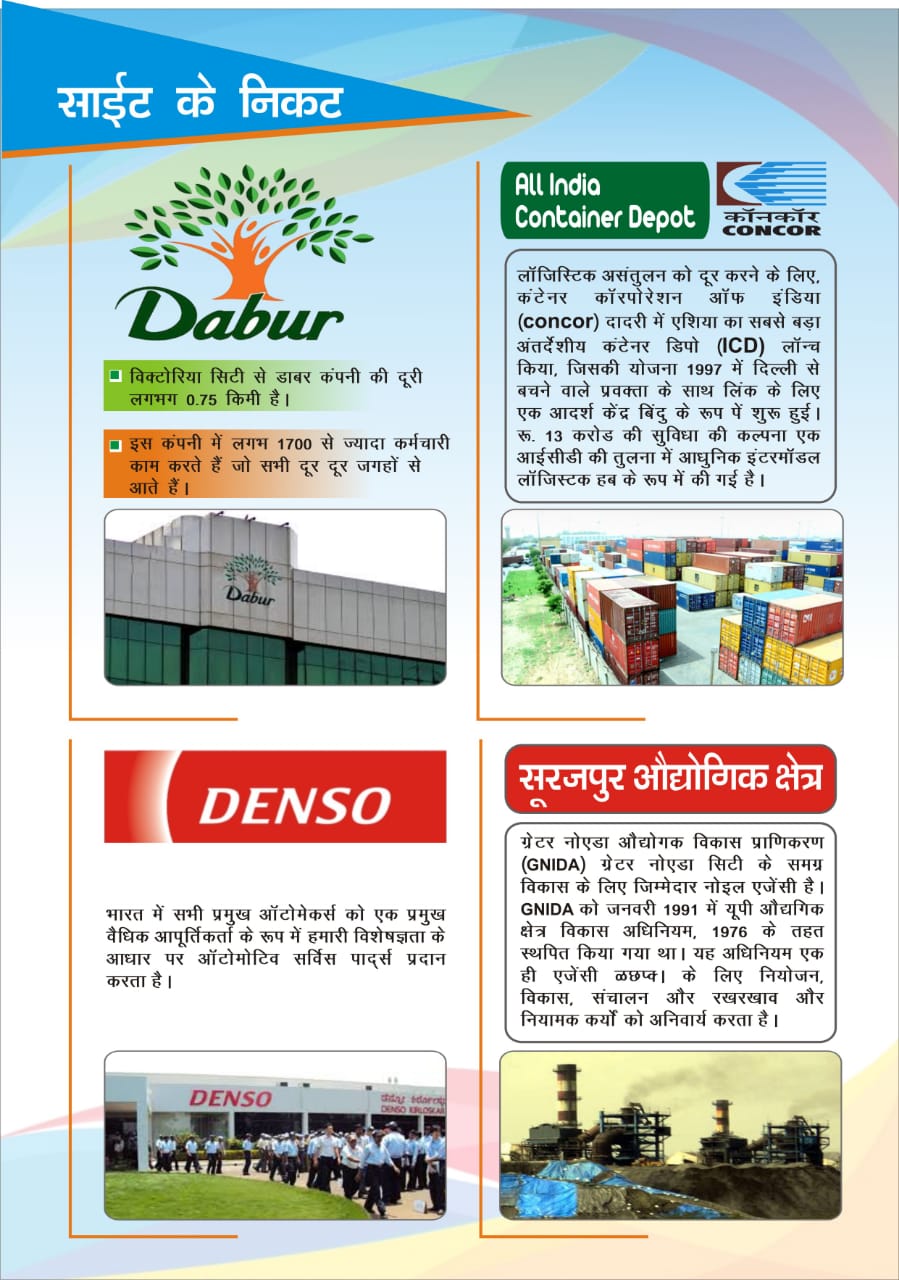 साईट के निकट
Dabur
विक्टोरिया सिटी से डाबर कंपनी की दूरी
लगभग 0.75 किमी है।
इस कंपनी में लगभ 1700 से ज्यादा कर्मचारी
काम करते हैं जो सभी दूर दूर जगहों से
आते हैं।
Dabur
All India
Container Depot
कॉनकॉर
CONCOR
लॉजिस्टिक असंतुलन को दूर करने के लिए,
कंटेनर कॉरपोरेशन ऑफ इंडिया
(concor) दादरी में एशिया का सबसे बड़ा
अंतर्देशीय कंटेनर डिपो (ICD) लॉन्च
किया, जिसकी योजना 1997 में दिल्ली से
बचने वाले प्रवक्ता के साथ लिंक के लिए
एक आदर्श केंद्र बिंदु के रूप पें शुरू हुई।
रू. 13 करोड की सुविधा की कल्पना एक
आईसीडी की तुलना में आधुनिक इंटरमॉडल
लॉजिस्टक हब के रूप में की गई है।
DENSO
भारत में सभी प्रमुख ऑटोमेकर्स को एक प्रमुख
वैधिक आपूर्तिकर्ता के रूप में हमारी विशेषज्ञता के
आधार पर ऑटोमोटिव सर्विस पार्ट्स प्रदान
करता है।
DENSO
ದೆನ್ಸೊ ಕಿರ್ಲೋಸ್ಕರ್
DENSO KIRLOSKAR
सूरजपुर औद्योगिक क्षेत्र
ग्रेटर नोएडा औद्योगक विकास प्राणिकरण
(GNIDA) ग्रेटर नोएडा सिटी के समग्र
विकास के लिए जिम्मेदार नोइल एजेंसी है।
GNIDA को जनवरी 1991 में यूपी औद्यगिक
क्षेत्र विकास अधिनियम, 1976 के तहत
स्थपित किया गया था। यह अधिनियम एक
ही एजेंसी ळछप्क्। के लिए नियोजन,
विकास, संचालन और रखरखाव और
नियामक कर्यों को अनिवार्य करता है।